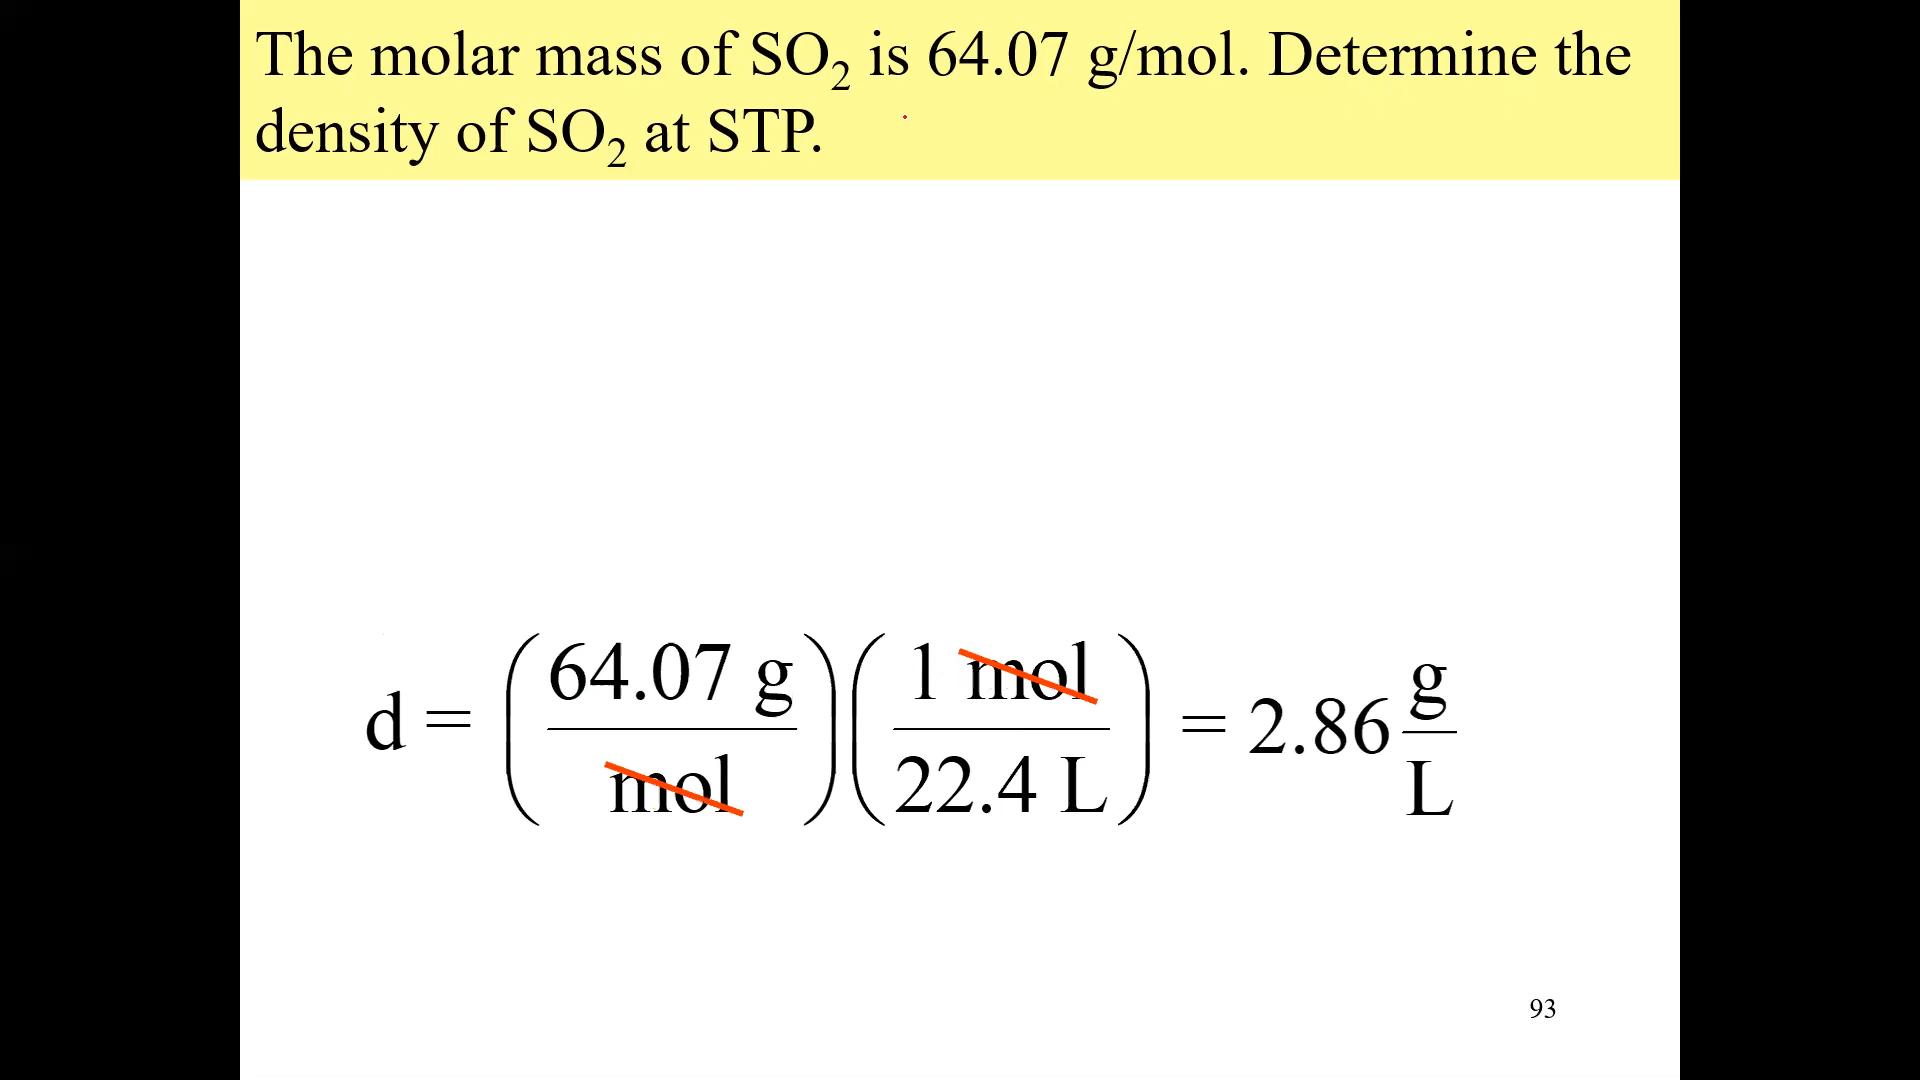 The molar mass of SO₂ is 64.07 g/mol. Determine the
density of SO₂ at STP.
d = (64.07 g / mol)(1 mol / 22.4 L) = 2.86 g / L
93